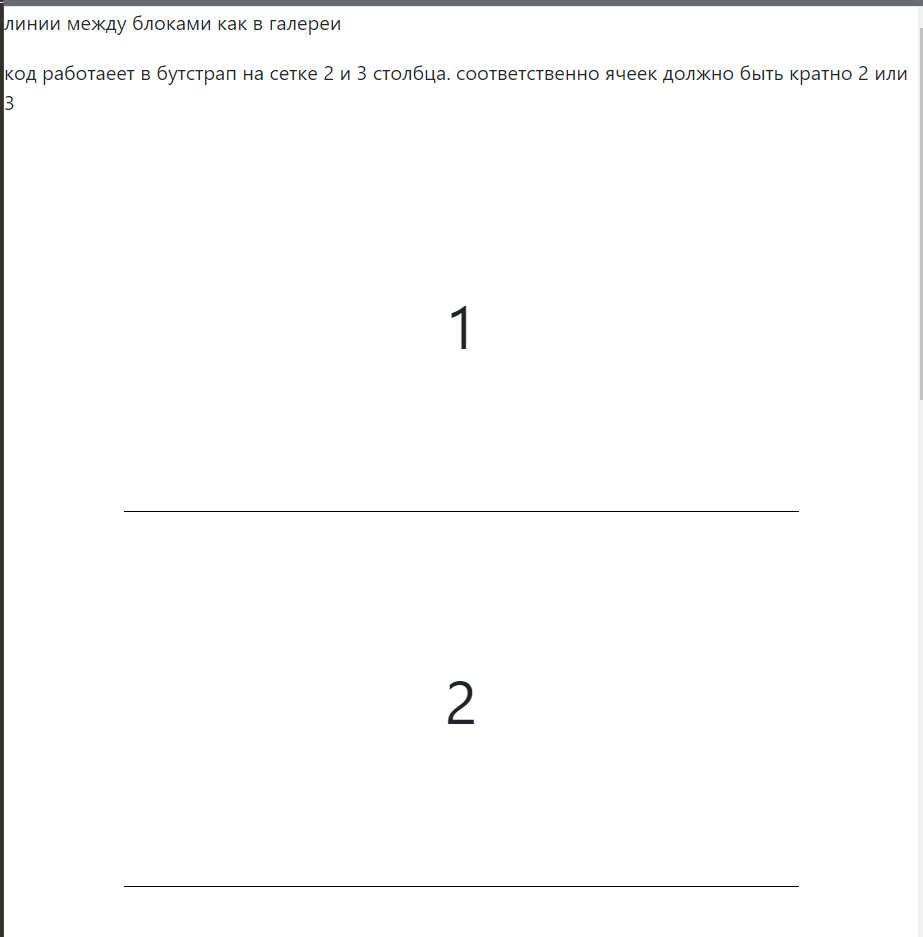 линии между блоками как в галереи
код работаеет в бутстрап на сетке 2 и 3 столбца. соответственно ячеек должно быть кратно 2 или
3
1
2